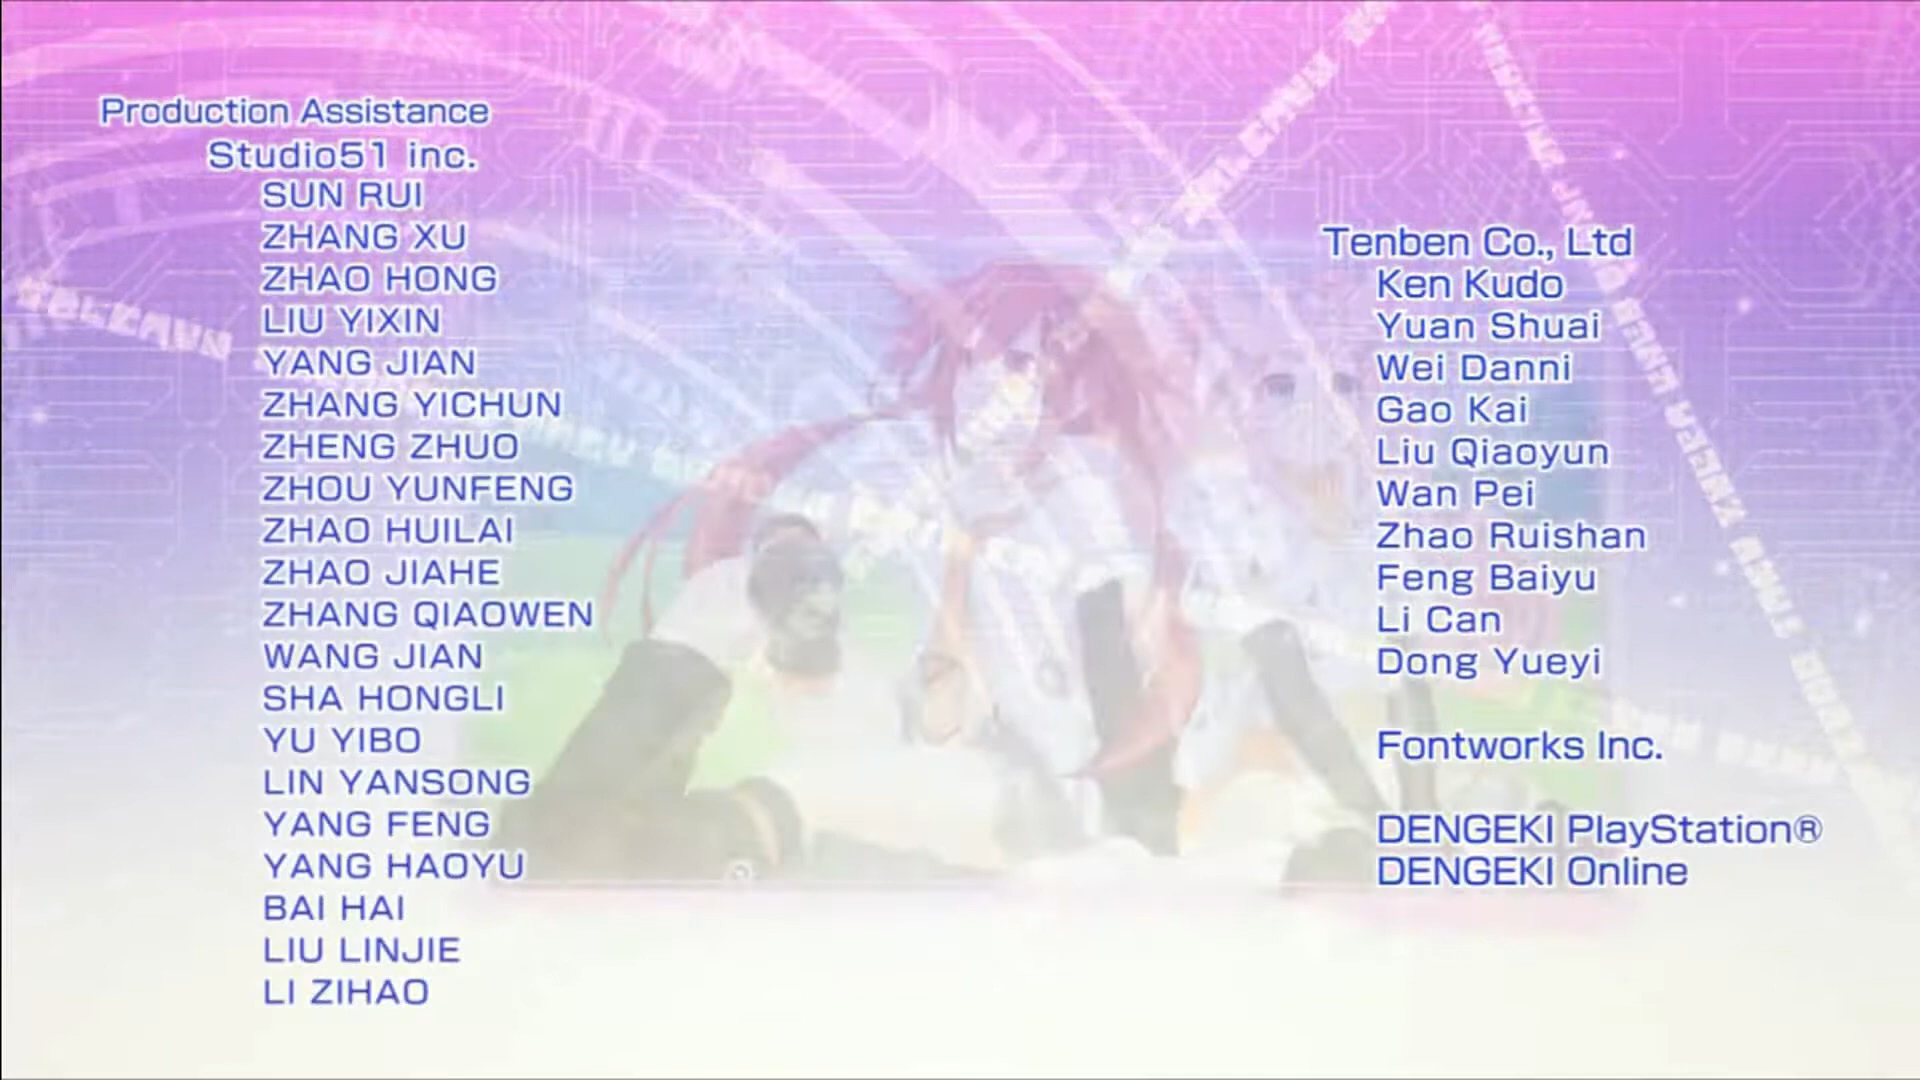 Production Assistance
Studio51 inc.
SUN RUI
ZHANG XU
ZHAO HONG
LIU YIXIN
YANG JIAN
ZHANG YICHUN
ZHENG ZHUO
ZHOU YUNFENG
ZHAO HUILAI
ZHAO JIAHE
ZHANG QIAOWEN
WANG JIAN
SHA HONGLI
YU YIBO
LIN YANSONG
YANG FENG
YANG HAOYU
BAI HAI
LIU LINJIE
LI ZIHAO
Tenben Co., Ltd
Ken Kudo
Yuan Shuai
Wei Danni
Gao Kai
Liu Qiaoyun
Wan Pei
Zhao Ruishan
Feng Baiyu
Li Can
Dong Yueyi
Fontworks Inc.
DENGEKI PlayStation®
DENGEKI Online